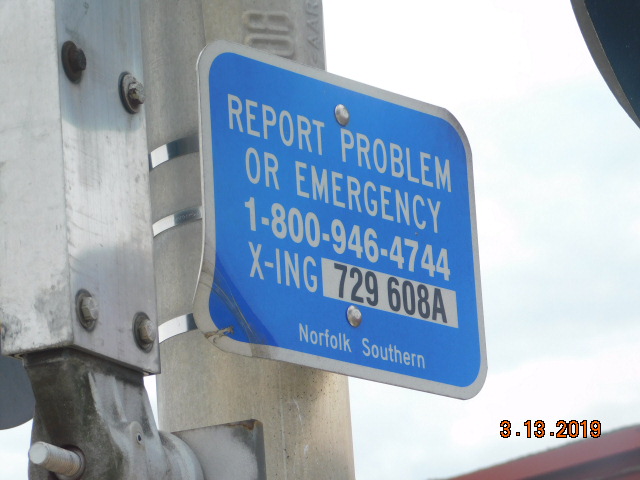 REPORT PROBLEM
OR EMERGENCY
1-800-946-4744
X-ING 729 608A
Norfolk Southern
3.13.2019